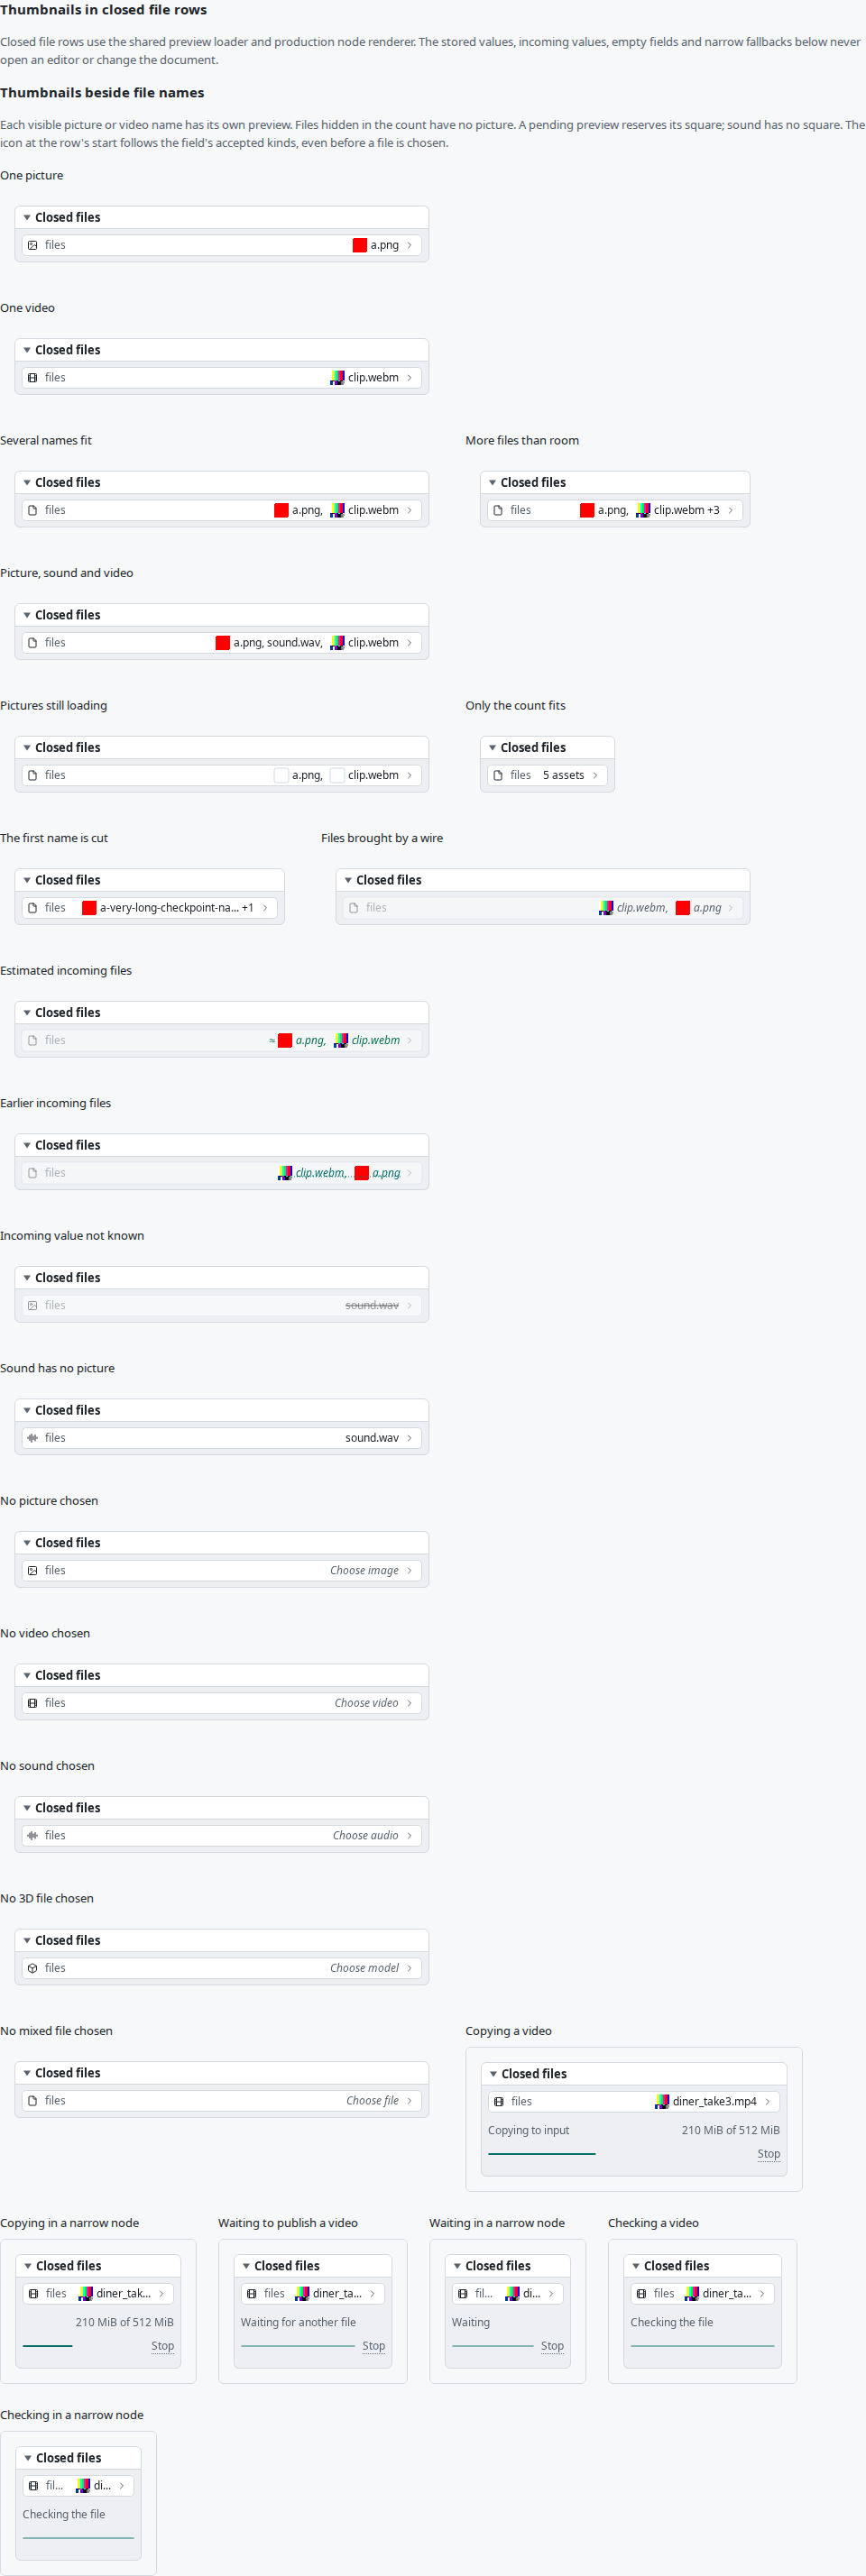 Thumbnails in closed file rows
Closed file rows use the shared preview loader and production node renderer. The stored values, incoming values, empty fields and narrow fallbacks below never
open an editor or change the document.
Thumbnails beside file names
Each visible picture or video name has its own preview. Files hidden in the count have no picture. A pending preview reserves its square; sound has no square. The
icon at the row's start follows the field's accepted kinds, even before a file is chosen.
One picture
Closed files
files a.png
One video
Closed files
files clip.webm
Several names fit
Closed files
files a.png, clip.webm
More files than room
Closed files
files a.png, clip.webm +3
Picture, sound and video
Closed files
files a.png, sound.wav, clip.webm
Pictures still loading
Closed files
files a.png, clip.webm
Only the count fits
Closed files
files 5 assets
The first name is cut
Closed files
files a-very-long-checkpoint-na... +1
Files brought by a wire
Closed files
files clip.webm, a.png
Estimated incoming files
Closed files
files ≈ a.png, clip.webm
Earlier incoming files
Closed files
files clip.webm, a.png
Incoming value not known
Closed files
files sound.wav
Sound has no picture
Closed files
files sound.wav
No picture chosen
Closed files
files Choose image
No video chosen
Closed files
files Choose video
No sound chosen
Closed files
files Choose audio
No 3D file chosen
Closed files
files Choose model
No mixed file chosen
Closed files
files Choose file
Copying a video
Closed files
files diner_take3.mp4
Copying to input 210 MiB of 512 MiB
Stop
Copying in a narrow node
Closed files
files diner_tak...
210 MiB of 512 MiB
Stop
Waiting to publish a video
Closed files
files diner_ta...
Waiting for another file
Stop
Waiting in a narrow node
Closed files
fil... di...
Waiting
Stop
Checking a video
Closed files
files diner_ta...
Checking the file
Checking in a narrow node
Closed files
fil... di...
Checking the file